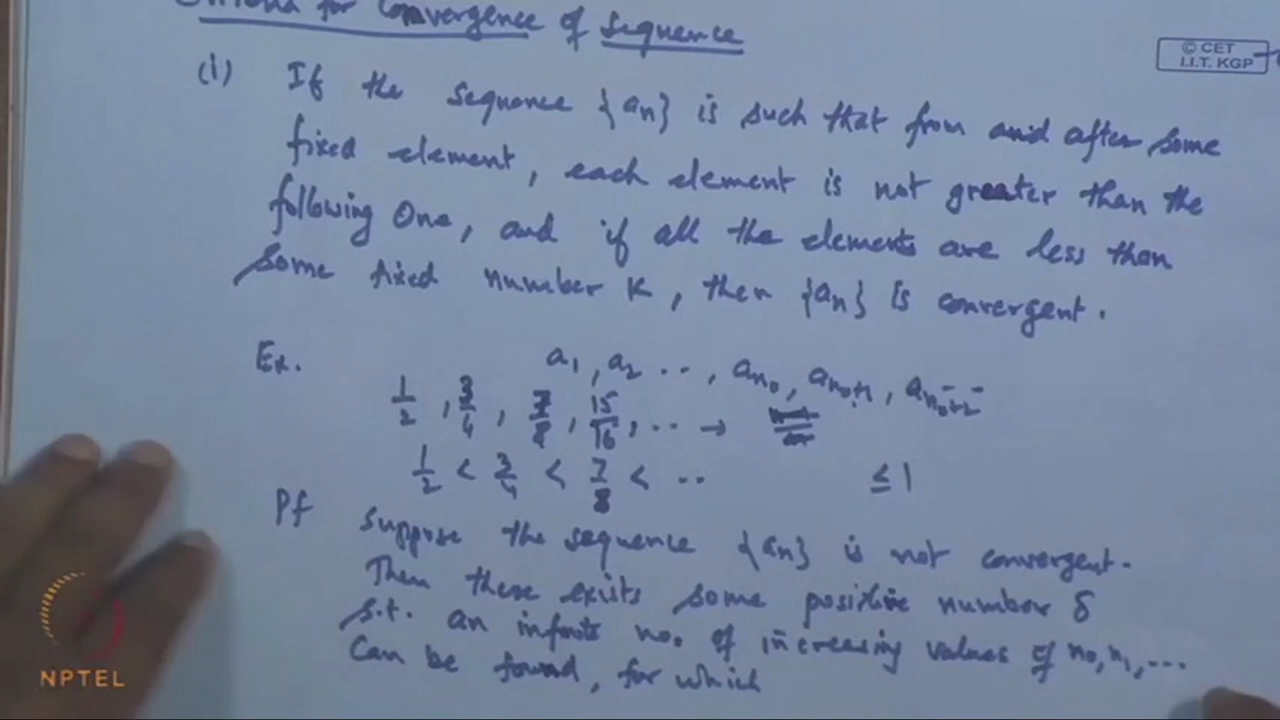 Criteria for Convergence of Sequence
© CET
I.I.T. KGP
(i) If the sequence {an} is such that from and after some
fixed element, each element is not greater than the
following One, and if all the elements are less than
some fixed number K, then {an} is convergent.
Ex. a1, a2 .., an0, an0+1, an0+2 --
1/2, 3/4, 7/8, 15/16, .. →
1/2 < 3/4 < 7/8 < .. ≤ 1
Pf Suppose the sequence {an} is not convergent.
Then there exists some positive number δ
s.t. an infinite no. of increasing values of n0, n1, ...
Can be found, for which
NPTEL